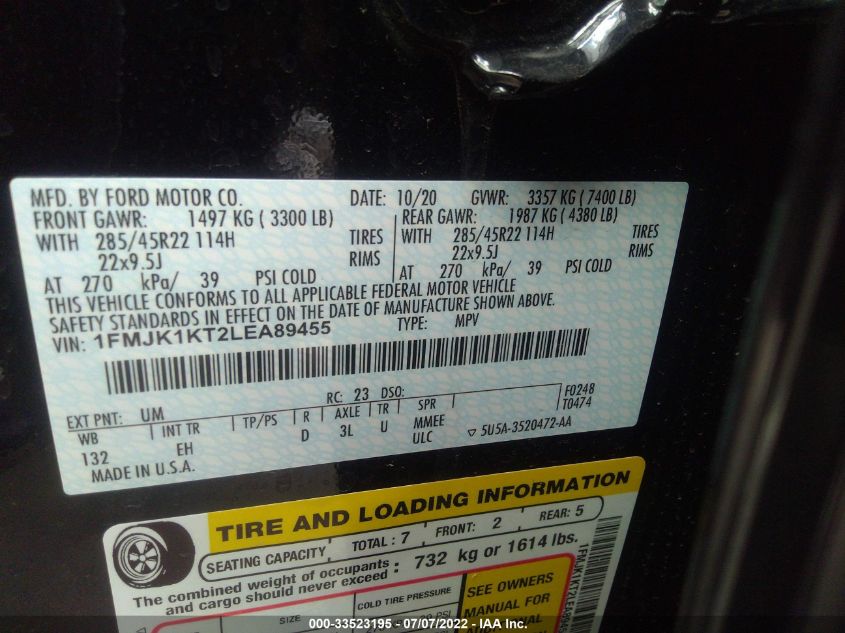 MFD. BY FORD MOTOR CO. DATE: 10/20 GVWR: 3357 KG ( 7400 LB)
FRONT GAWR: 1497 KG ( 3300 LB) REAR GAWR: 1987 KG ( 4380 LB)
WITH 285/45R22 114H TIRES WITH 285/45R22 114H TIRES
22x9.5J RIMS 22x9.5J RIMS
AT 270 kPa/ 39 PSI COLD AT 270 kPa/ 39 PSI COLD
THIS VEHICLE CONFORMS TO ALL APPLICABLE FEDERAL MOTOR VEHICLE
SAFETY STANDARDS IN EFFECT ON THE DATE OF MANUFACTURE SHOWN ABOVE.
VIN: 1FMJK1KT2LEA89455 TYPE: MPV
EXT PNT: UM RC: 23 DSO: F0248
WB INT TR TP/PS R AXLE TR SPR T0474
132 EH D 3L U MMEE
ULC 5U5A-3520472-AA
MADE IN U.S.A.
TIRE AND LOADING INFORMATION
SEATING CAPACITY TOTAL : 7 FRONT: 2 REAR: 5
The combined weight of occupants and cargo should never exceed : 732 kg or 1614 lbs.
SIZE COLD TIRE PRESSURE SEE OWNERS
MANUAL FOR
000-33523195 - 07/07/2022 - IAA Inc.